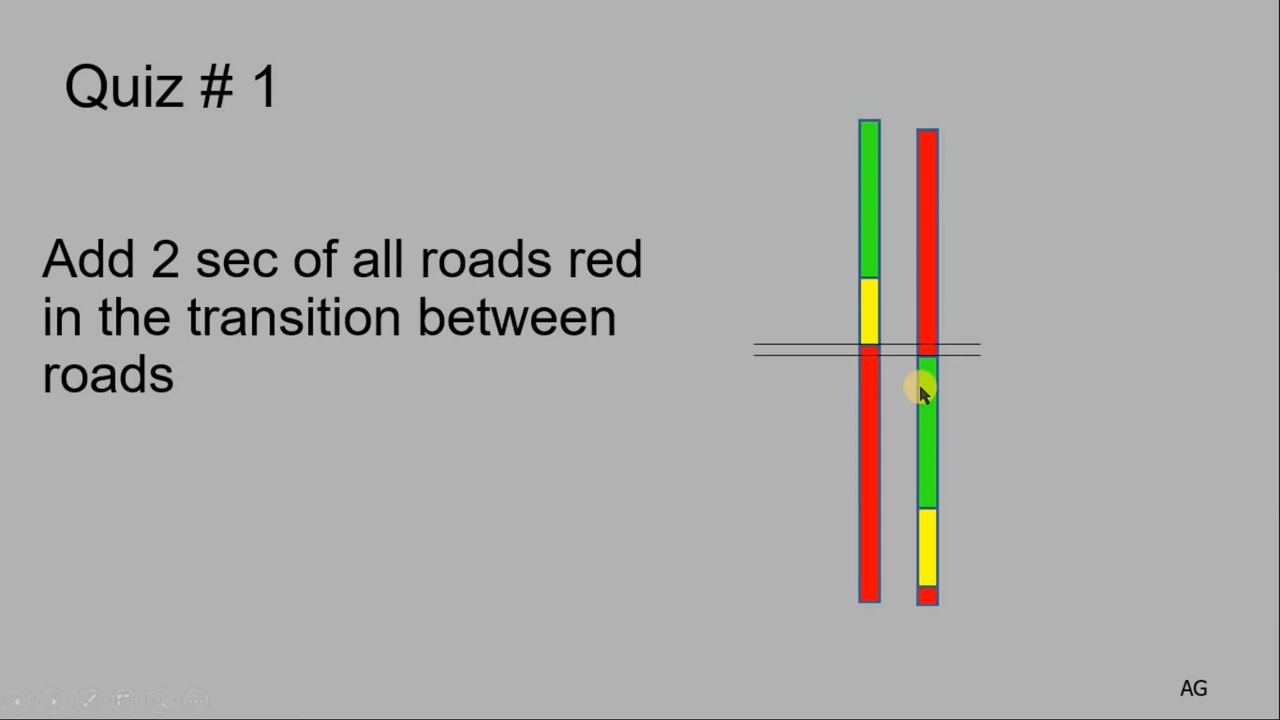 Quiz # 1
Add 2 sec of all roads red
in the transition between
roads
AG